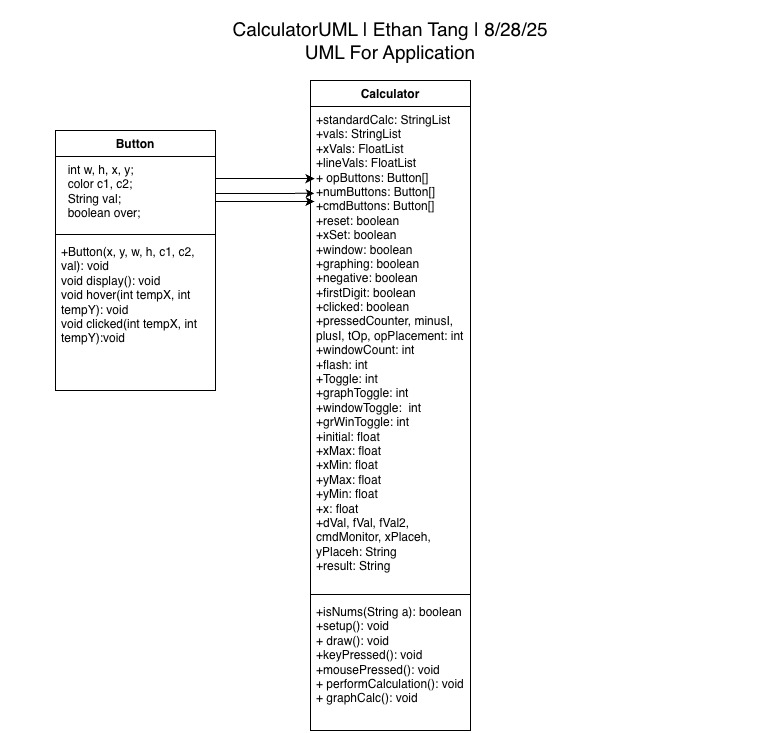 CalculatorUML | Ethan Tang | 8/28/25
UML For Application
Button
int w, h, x, y;
color c1, c2;
String val;
boolean over;
+Button(x, y, w, h, c1, c2,
val): void
void display(): void
void hover(int tempX, int
tempY): void
void clicked(int tempX, int
tempY):void
Calculator
+standardCalc: StringList
+vals: StringList
+xVals: FloatList
+lineVals: FloatList
+ opButtons: Button[]
+numButtons: Button[]
+cmdButtons: Button[]
+reset: boolean
+xSet: boolean
+window: boolean
+graphing: boolean
+negative: boolean
+firstDigit: boolean
+clicked: boolean
+pressedCounter, minusI,
plusI, tOp, opPlacement: int
+windowCount: int
+flash: int
+Toggle: int
+graphToggle: int
+windowToggle:  int
+grWinToggle: int
+initial: float
+xMax: float
+xMin: float
+yMax: float
+yMin: float
+x: float
+dVal, fVal, fVal2,
cmdMonitor, xPlaceh,
yPlaceh: String
+result: String
+isNums(String a): boolean
+setup(): void
+ draw(): void
+keyPressed(): void
+mousePressed(): void
+ performCalculation(): void
+ graphCalc(): void